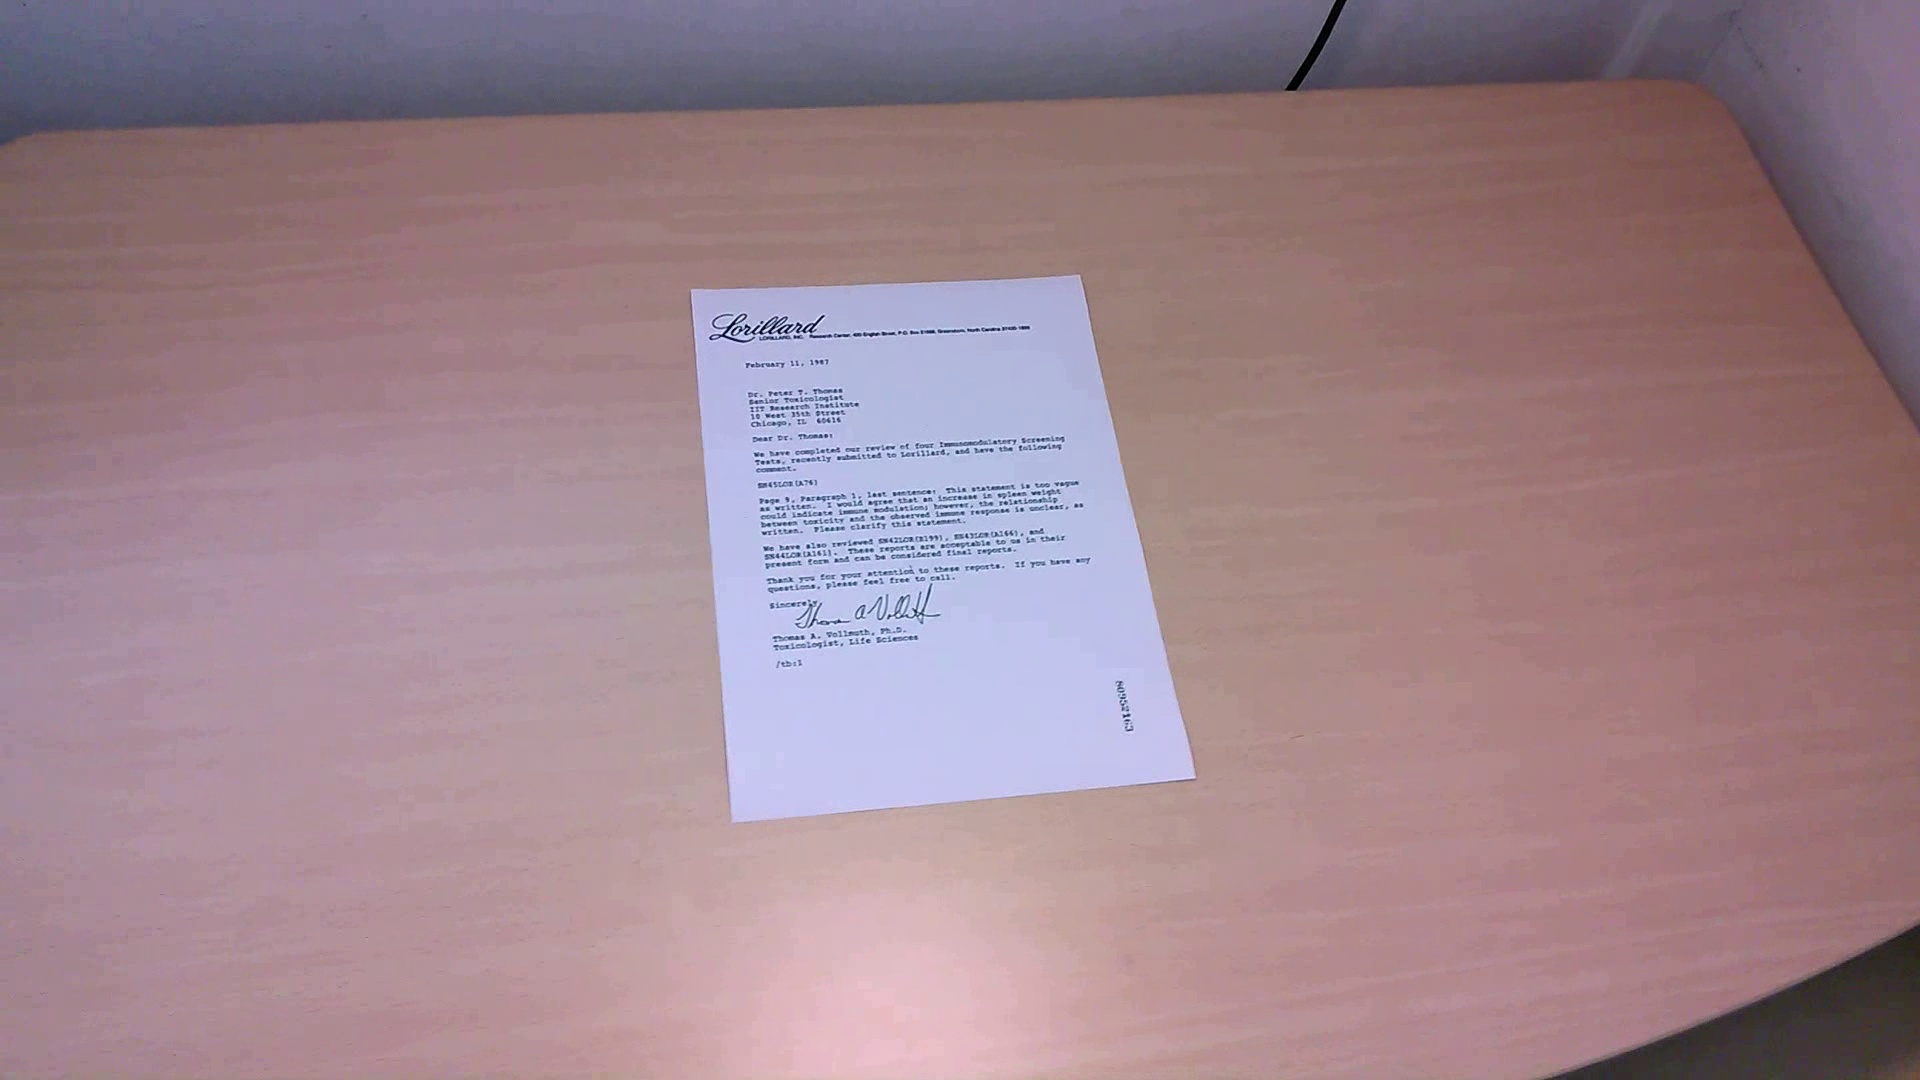 Lorillard
LORILLARD, INC. Research Center, 420 English Street, P.O. Box 21688, Greensboro, North Carolina 27420-1688
February 11, 1987
Dr. Peter T. Thomas
Senior Toxicologist
IIT Research Institute
10 West 35th Street
Chicago, IL 60616
Dear Dr. Thomas:
We have completed our review of four Immunomodulatory Screening
Tests, recently submitted to Lorillard, and have the following
comment.
SN45LOR(A76)
Page 9, Paragraph 1, last sentence: This statement is too vague
as written. I would agree that an increase in spleen weight
could indicate immune modulation; however, the relationship
between toxicity and the observed immune response is unclear, as
written. Please clarify this statement.
We have also reviewed SN42LOR(B199), SN43LOR(A166), and
SN44LOR(A161). These reports are acceptable to us in their
present form and can be considered final reports.
Thank you for your attention to these reports. If you have any
questions, please feel free to call.
Sincerely,
Thomas A. Vollmuth, Ph.D.
Toxicologist, Life Sciences
/tb:1